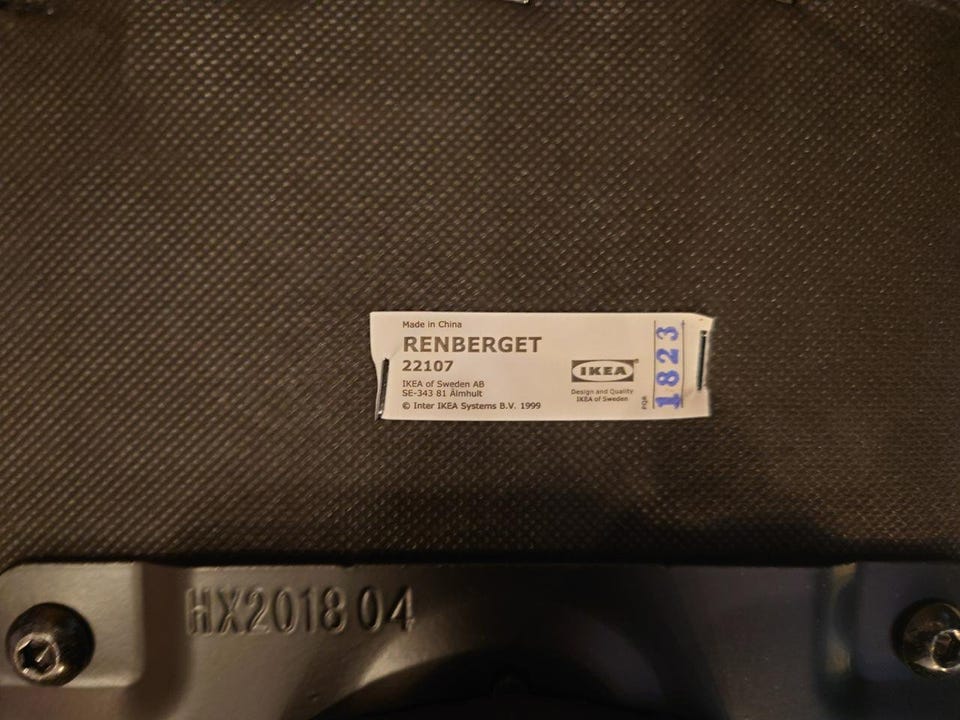 Made in China
RENBERGET
22107
IKEA of Sweden AB
SE-343 81 Älmhult
© Inter IKEA Systems B.V. 1999
IKEA®
Design and Quality
IKEA of Sweden
PQR
1823
HX2018 04